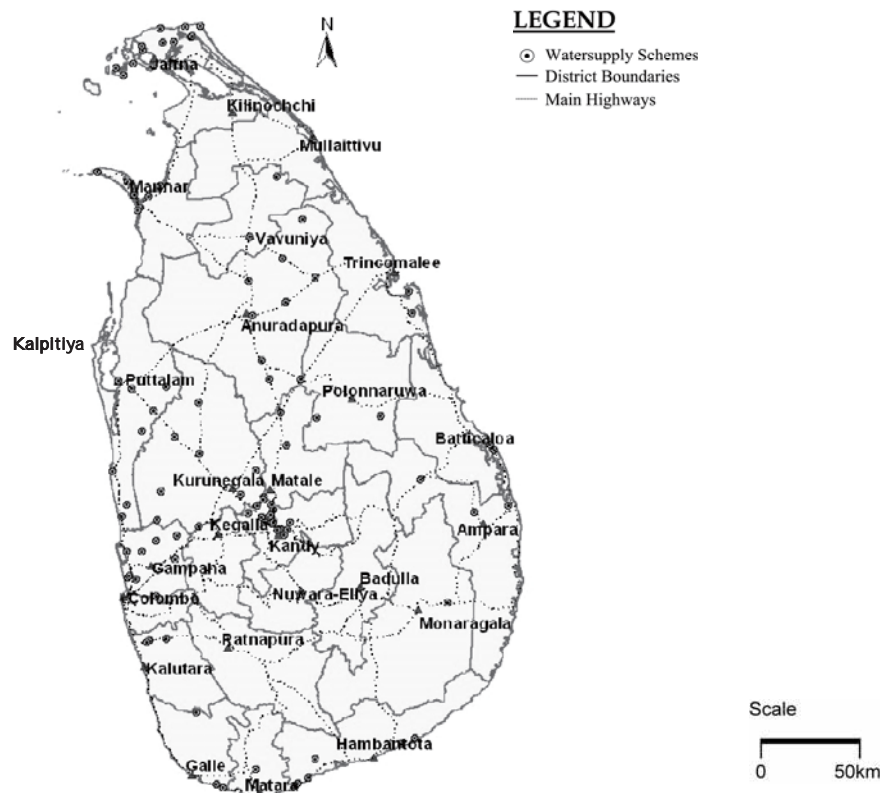 N
LEGEND
Watersupply Schemes
District Boundaries
Main Highways
Jaffna
Kilinochchi
Mullaittivu
Mannar
Vavuniya
Trincomalee
Anuradapura
Kalpitiya
Puttalam
Polonnaruwa
Batticaloa
Kurunegala
Matale
Kegalla
Ampara
Kandy
Gampaha
Badulla
Colombo
Nuwara-Eliya
Monaragala
Ratnapura
Kalutara
Hambantota
Galle
Matara
Scale
0 50km